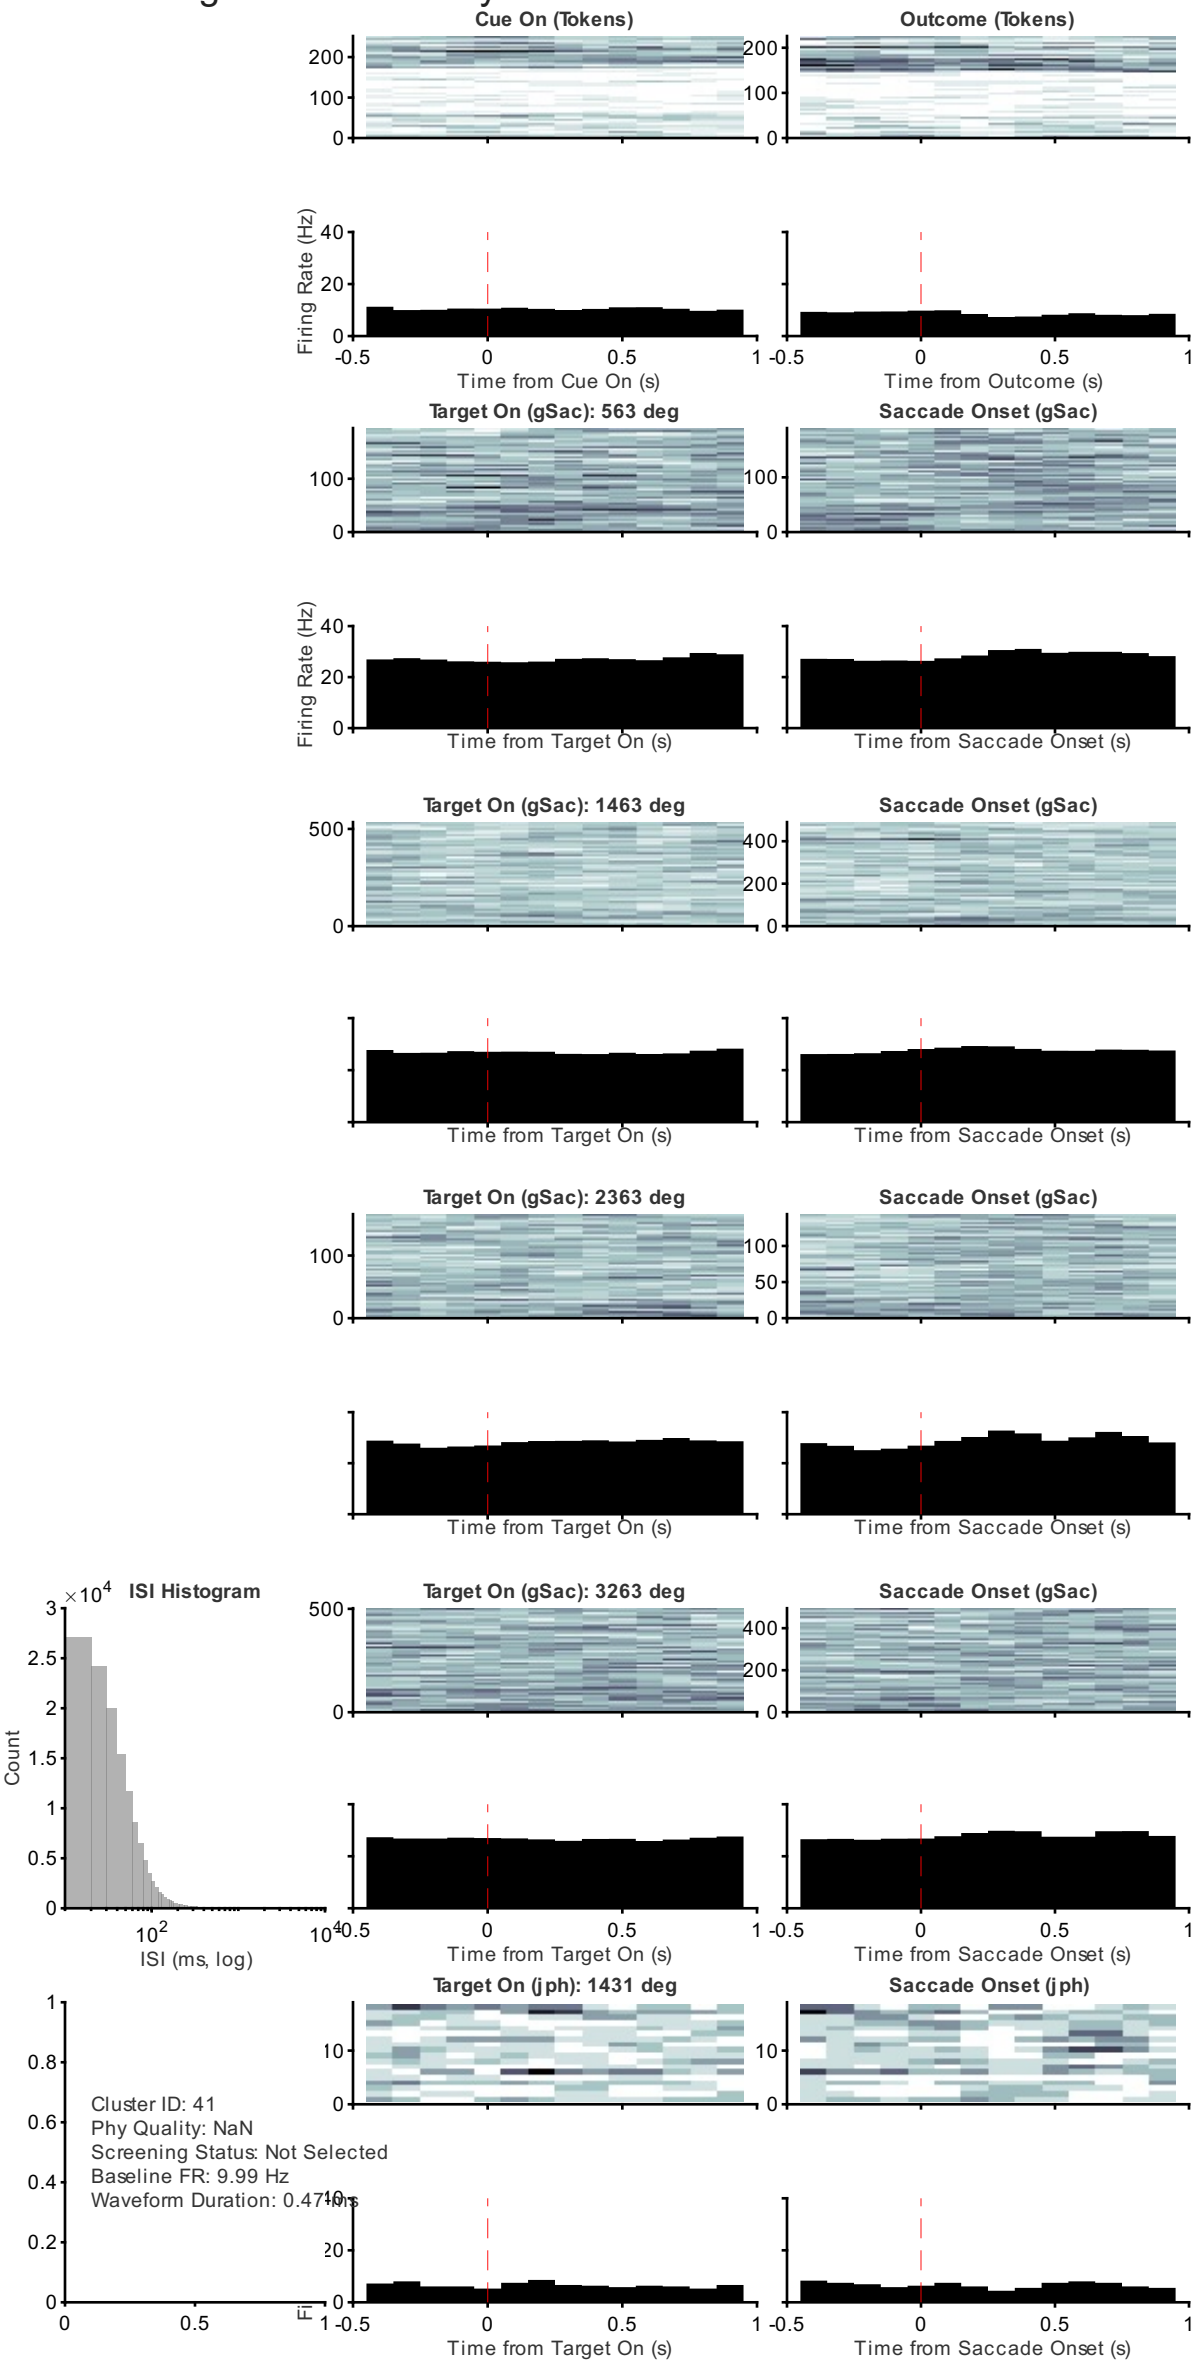 Cue On (Tokens)
Outcome (Tokens)
200
100
0
200
100
0
Firing Rate (Hz)
40
20
0
-0.5 0 0.5 1
-0.5 0 0.5 1
Time from Cue On (s)
Time from Outcome (s)
Target On (gSac): 563 deg
Saccade Onset (gSac)
100
0
100
0
Firing Rate (Hz)
40
20
0
Time from Target On (s)
Time from Saccade Onset (s)
Target On (gSac): 1463 deg
Saccade Onset (gSac)
500
0
400
200
0
Time from Target On (s)
Time from Saccade Onset (s)
Target On (gSac): 2363 deg
Saccade Onset (gSac)
100
0
100
50
0
Time from Target On (s)
Time from Saccade Onset (s)
×10⁴
ISI Histogram
3
2.5
2
1.5
1
0.5
0
Count
10²
10⁴
ISI (ms, log)
Target On (gSac): 3263 deg
Saccade Onset (gSac)
500
0
400
200
0
-0.5 0 0.5 1
-0.5 0 0.5 1
Time from Target On (s)
Time from Saccade Onset (s)
Target On (jph): 1431 deg
Saccade Onset (jph)
10
0
10
0
1
0.8
0.6
0.4
0.2
0
0 0.5 1
Cluster ID: 41
Phy Quality: NaN
Screening Status: Not Selected
Baseline FR: 9.99 Hz
Waveform Duration: 0.47 ms
40
20
0
Fi
-0.5 0 0.5 1
-0.5 0 0.5 1
Time from Target On (s)
Time from Saccade Onset (s)